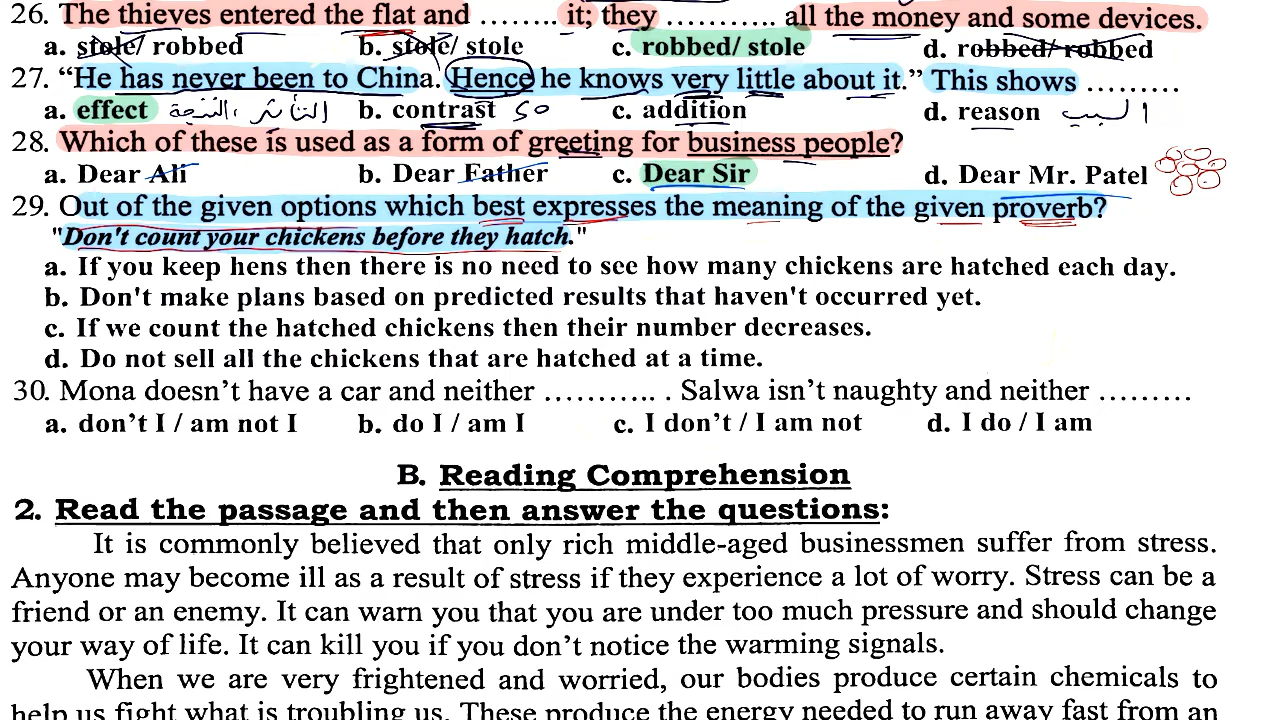 26. The thieves entered the flat and ........ it; they ........... all the money and some devices.
a. stole/ robbed b. stole/ stole c. robbed/ stole d. robbed/ robbed
27. “He has never been to China. Hence he knows very little about it.” This shows .........
a. effect التأثير، النتيجة b. contrast so c. addition d. reason السبب
28. Which of these is used as a form of greeting for business people?
a. Dear Ali b. Dear Father c. Dear Sir d. Dear Mr. Patel
29. Out of the given options which best expresses the meaning of the given proverb?
"Don't count your chickens before they hatch."
a. If you keep hens then there is no need to see how many chickens are hatched each day.
b. Don't make plans based on predicted results that haven't occurred yet.
c. If we count the hatched chickens then their number decreases.
d. Do not sell all the chickens that are hatched at a time.
30. Mona doesn’t have a car and neither ........... . Salwa isn’t naughty and neither .........
a. don’t I / am not I b. do I / am I c. I don’t / I am not d. I do / I am
B. Reading Comprehension
2. Read the passage and then answer the questions:
It is commonly believed that only rich middle-aged businessmen suffer from stress.
Anyone may become ill as a result of stress if they experience a lot of worry. Stress can be a
friend or an enemy. It can warn you that you are under too much pressure and should change
your way of life. It can kill you if you don’t notice the warming signals.
When we are very frightened and worried, our bodies produce certain chemicals to
help us fight what is troubling us. These produce the energy needed to run away fast from an